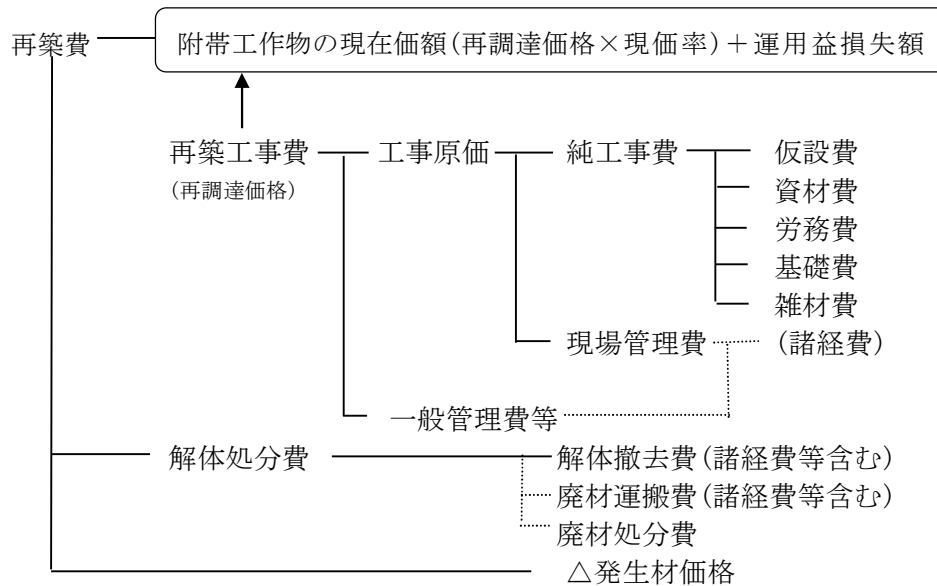 再築費
附帯工作物の現在価額(再調達価格×現価率)＋運用益損失額
再築工事費 工事原価 純工事費 仮設費
(再調達価格) 資材費
労務費
基礎費
雑材費
現場管理費 (諸経費)
一般管理費等
解体処分費 解体撤去費(諸経費等含む)
廃材運搬費(諸経費等含む)
廃材処分費
△発生材価格